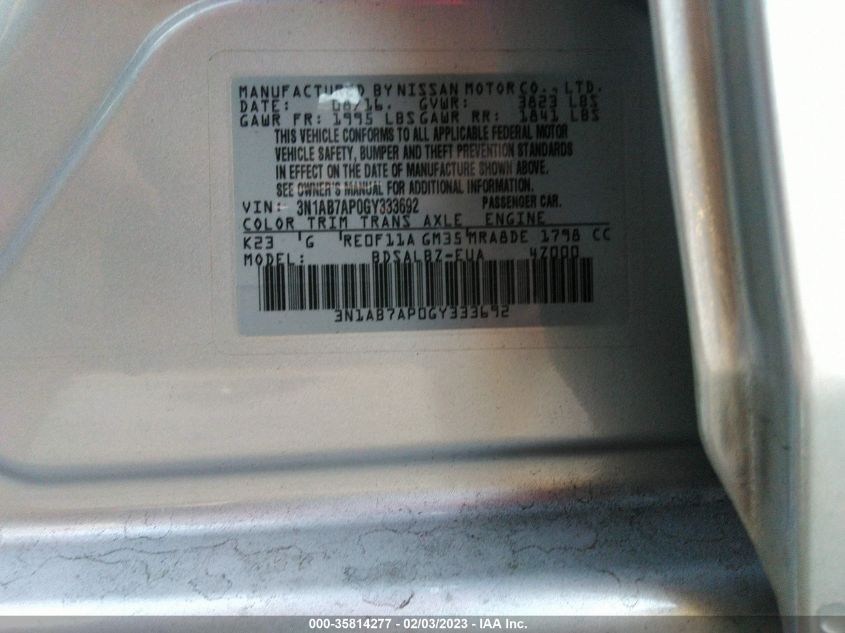 MANUFACTURED BY NISSAN MOTOR CO., LTD.
DATE: 08/16. GVWR: 3823 LBS
GAWR FR: 1995 LBS GAWR RR: 1841 LBS
THIS VEHICLE CONFORMS TO ALL APPLICABLE FEDERAL MOTOR
VEHICLE SAFETY, BUMPER AND THEFT PREVENTION STANDARDS
IN EFFECT ON THE DATE OF MANUFACTURE SHOWN ABOVE.
SEE OWNER'S MANUAL FOR ADDITIONAL INFORMATION.
VIN: 3N1AB7AP0GY333692 PASSENGER CAR.
COLOR TRIM TRANS AXLE ENGINE
K23 G RE0F11A GM35 MRA8DE 1798 CC
MODEL: BDSALBZ-EUA 4Z000
3N1AB7AP0GY333692
000-35814277 - 02/03/2023 - IAA Inc.